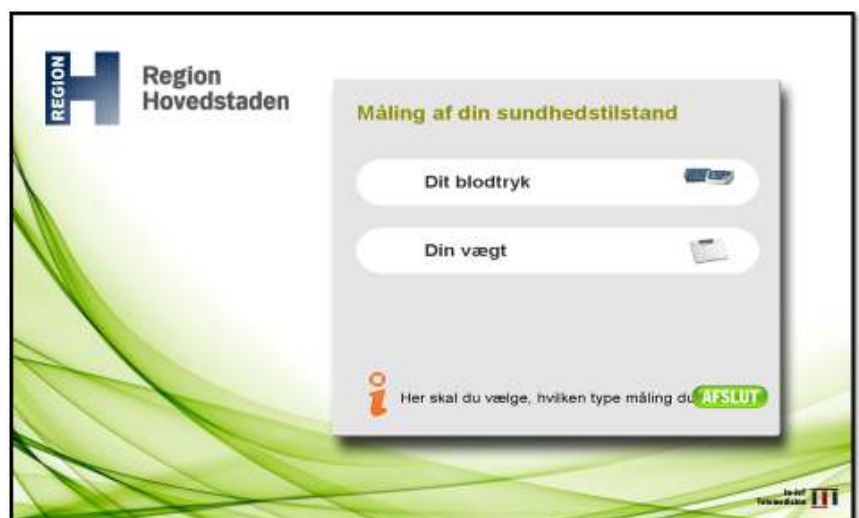 REGION
Region
Hovedstaden
Måling af din sundhedstilstand
Dit blodtryk
Din vægt
Her skal du vælge, hvilken type måling du
AFSLUT